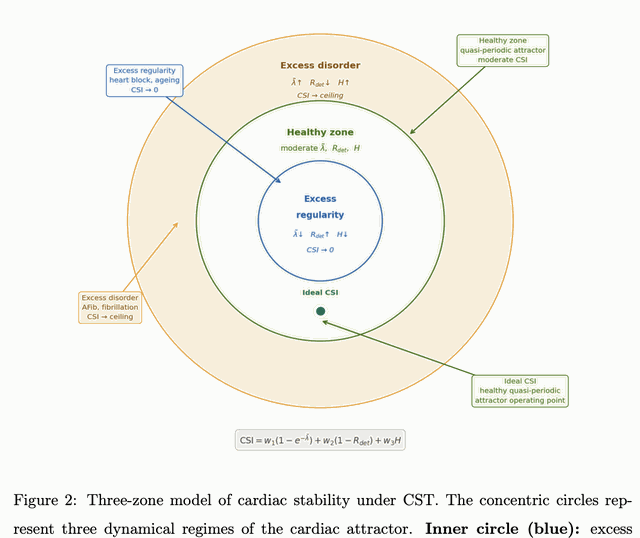 Healthy zone
quasi-periodic attractor
moderate CSI
Excess disorder
λ̃↑ R_det↓ H↑
CSI → ceiling
Excess regularity
heart block, ageing
CSI → 0
Healthy zone
moderate λ̃, R_det, H
Excess
regularity
λ̃↓ R_det↑ H↓
CSI → 0
Ideal CSI
Excess disorder
AFib, fibrillation
CSI → ceiling
Ideal CSI
healthy quasi-periodic
attractor operating point
CSI = w₁(1 − e^{−λ̃}) + w₂(1 − R_det) + w₃H
Figure 2: Three-zone model of cardiac stability under CST. The concentric circles rep-
resent three dynamical regimes of the cardiac attractor. Inner circle (blue): excess